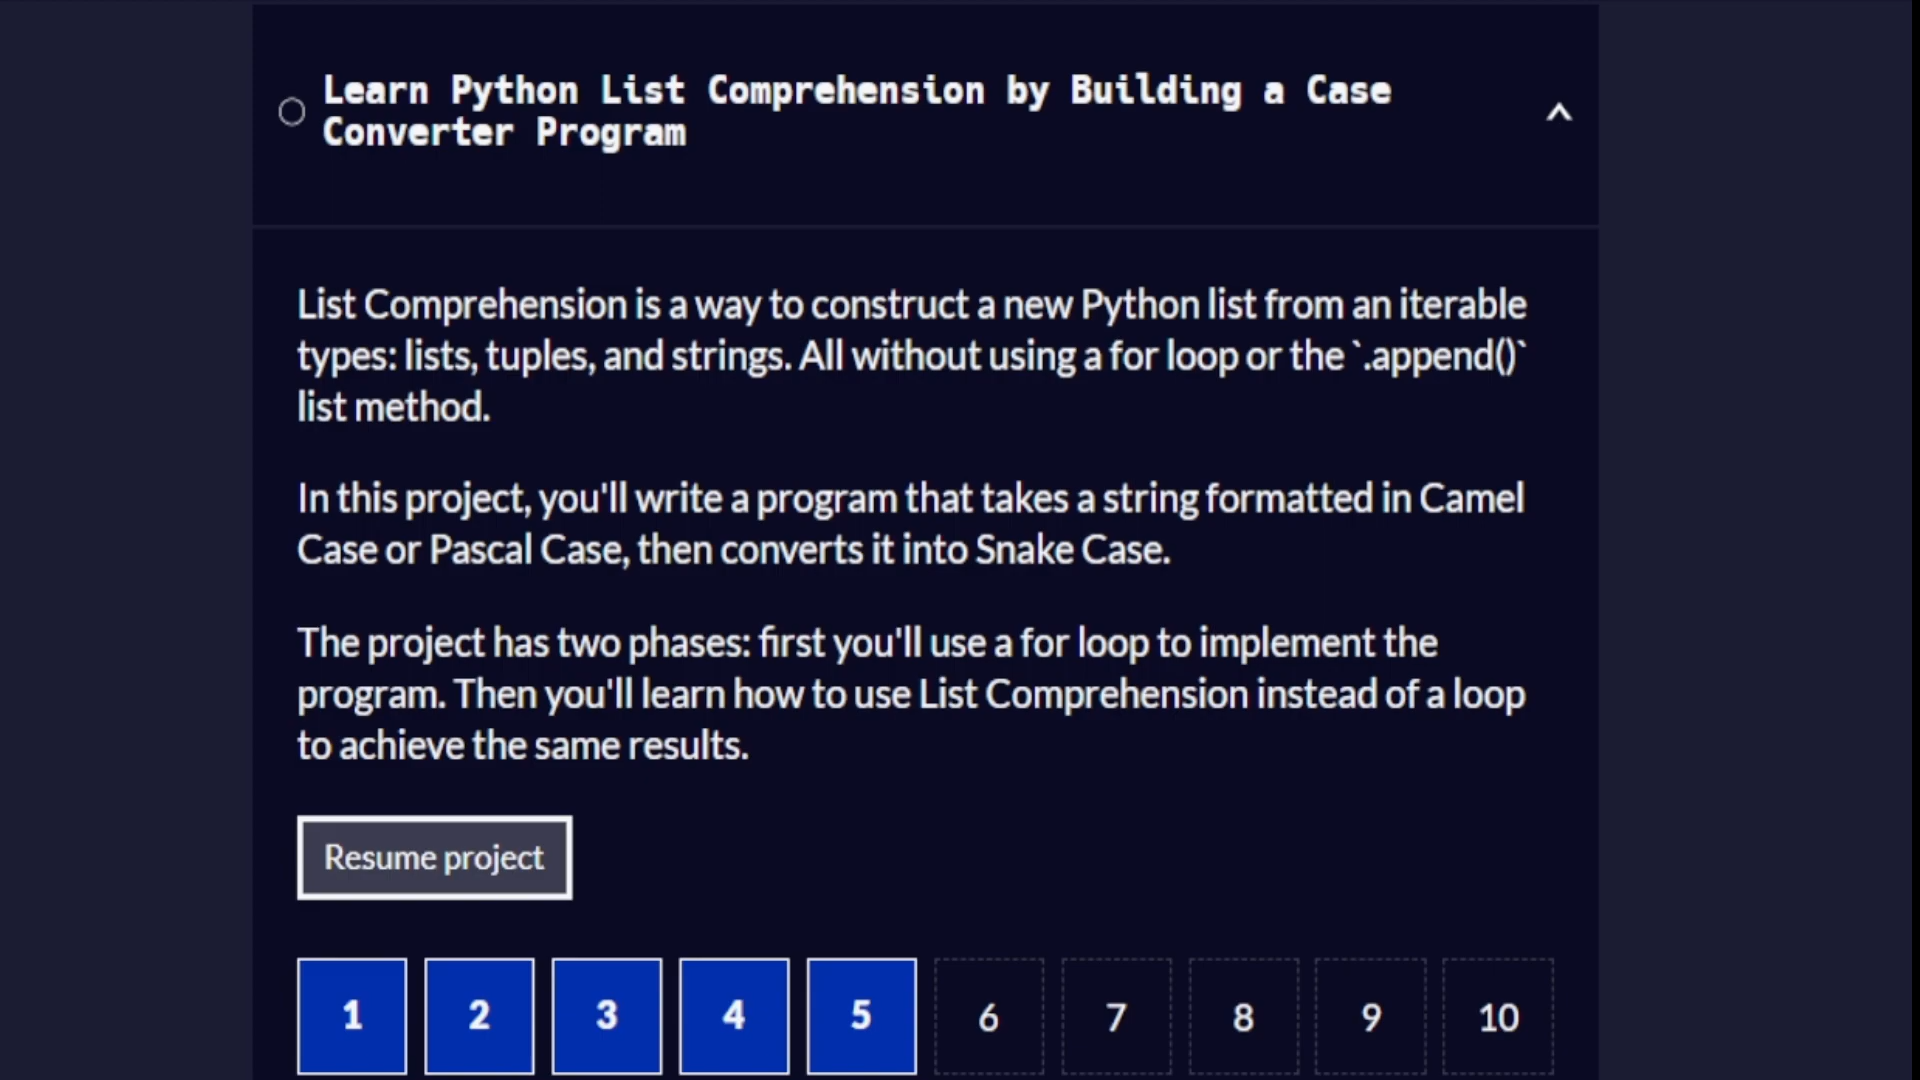 Learn Python List Comprehension by Building a Case
Converter Program
List Comprehension is a way to construct a new Python list from an iterable
types: lists, tuples, and strings. All without using a for loop or the `.append()`
list method.
In this project, you'll write a program that takes a string formatted in Camel
Case or Pascal Case, then converts it into Snake Case.
The project has two phases: first you'll use a for loop to implement the
program. Then you'll learn how to use List Comprehension instead of a loop
to achieve the same results.
Resume project
1 2 3 4 5 6 7 8 9 10